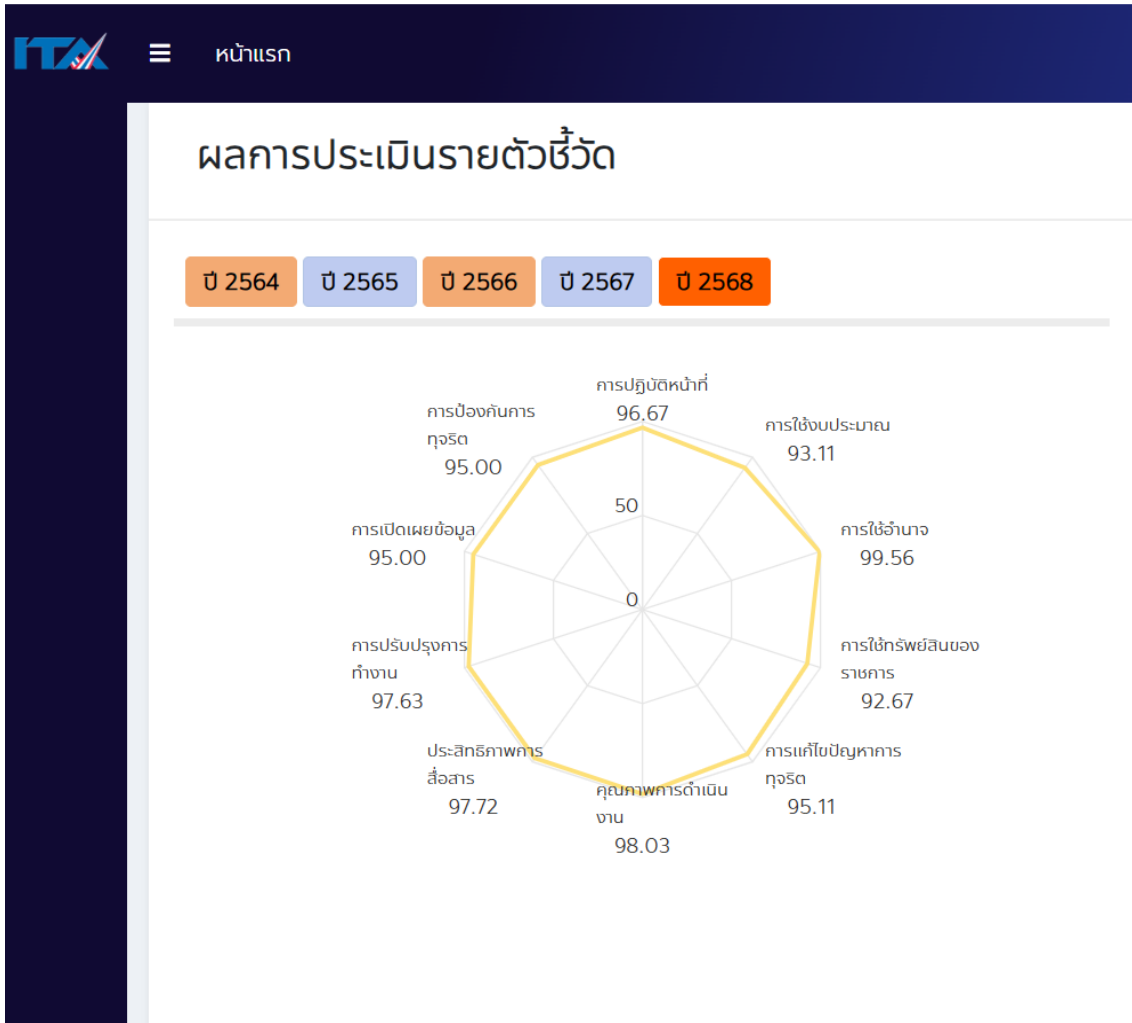 ITA
หน้าแรก
ผลการประเมินรายตัวชี้วัด
ปี 2564
ปี 2565
ปี 2566
ปี 2567
ปี 2568
การปฏิบัติหน้าที่
96.67
การใช้งบประมาณ
93.11
การใช้อำนาจ
99.56
การใช้ทรัพย์สินของ
ราชการ
92.67
การแก้ไขปัญหาการ
ทุจริต
95.11
คุณภาพการดำเนิน
งาน
98.03
ประสิทธิภาพการ
สื่อสาร
97.72
การปรับปรุงการ
ทำงาน
97.63
การเปิดเผยข้อมูล
95.00
การป้องกันการ
ทุจริต
95.00
50
0